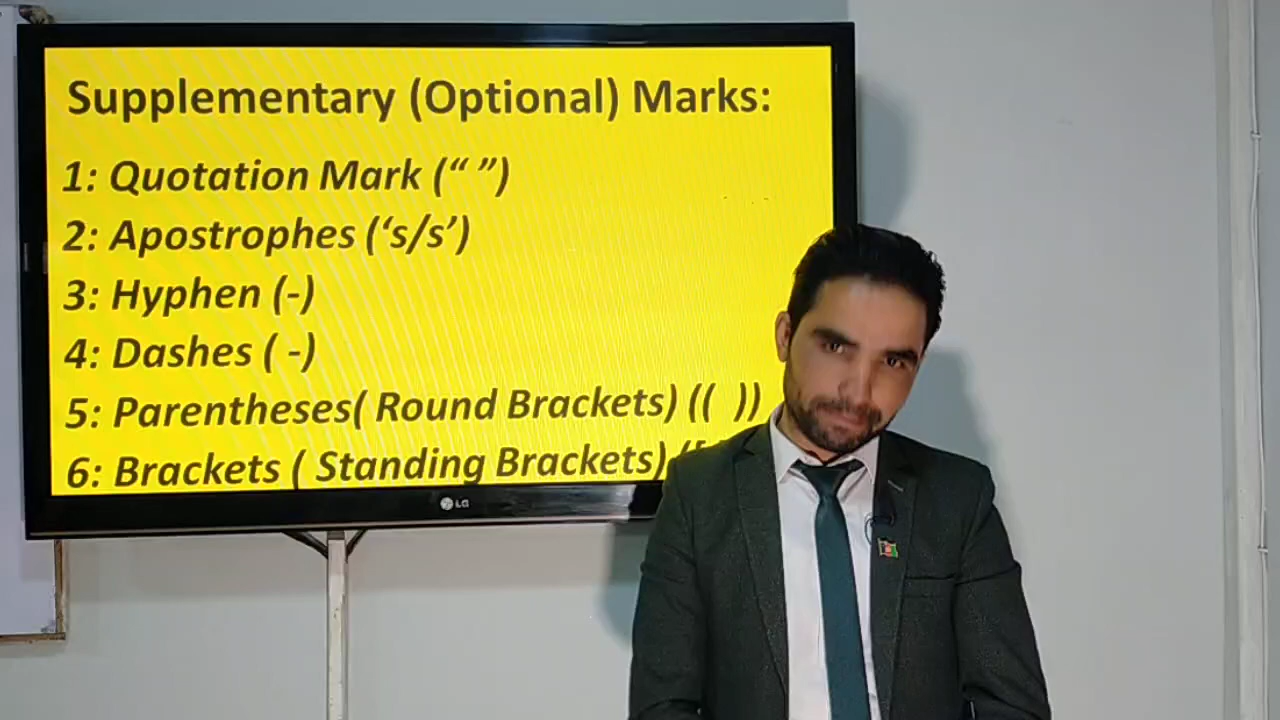 Supplementary (Optional) Marks:
1: Quotation Mark (“ ”)
2: Apostrophes (‘s/s’)
3: Hyphen (-)
4: Dashes ( -)
5: Parentheses( Round Brackets) (( ))
6: Brackets ( Standing Brackets) ([
LG